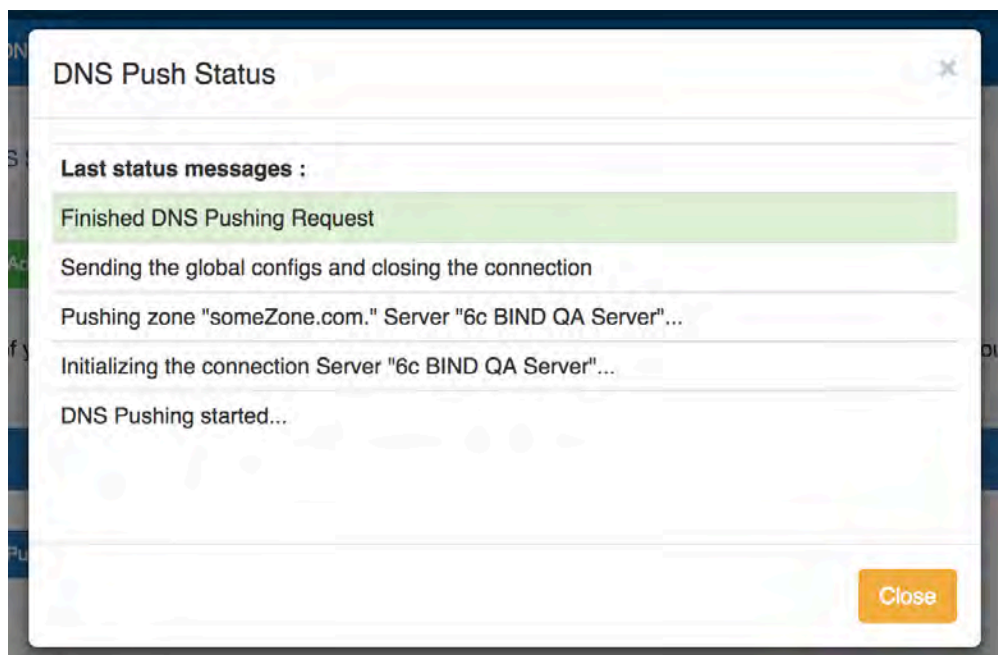 DNS Push Status
×
Last status messages :
Finished DNS Pushing Request
Sending the global configs and closing the connection
Pushing zone "someZone.com." Server "6c BIND QA Server"...
Initializing the connection Server "6c BIND QA Server"...
DNS Pushing started...
Close